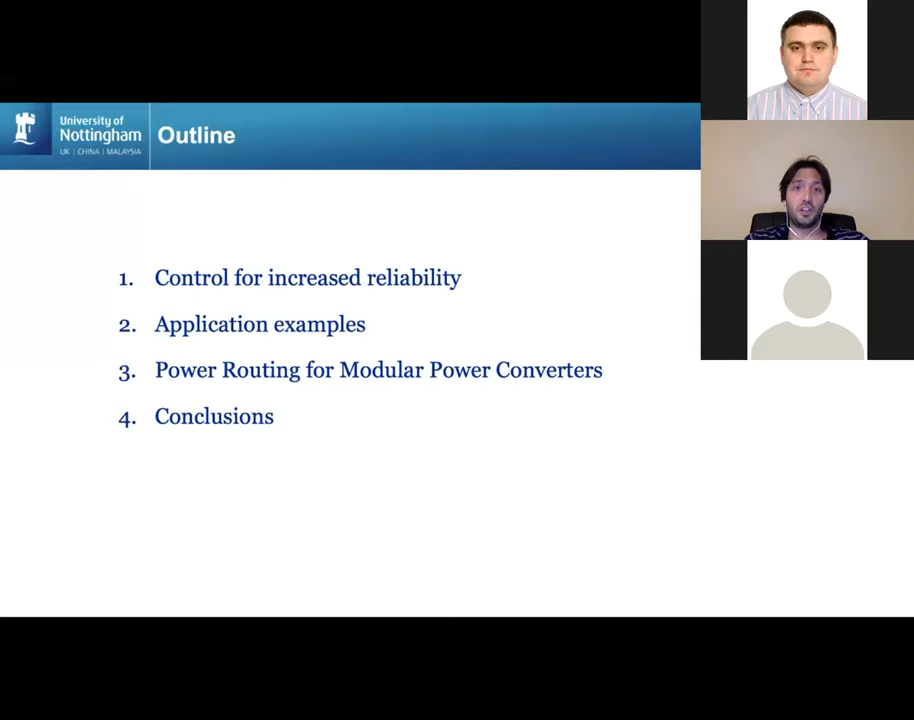 University of
Nottingham
UK | CHINA | MALAYSIA
Outline
1. Control for increased reliability
2. Application examples
3. Power Routing for Modular Power Converters
4. Conclusions